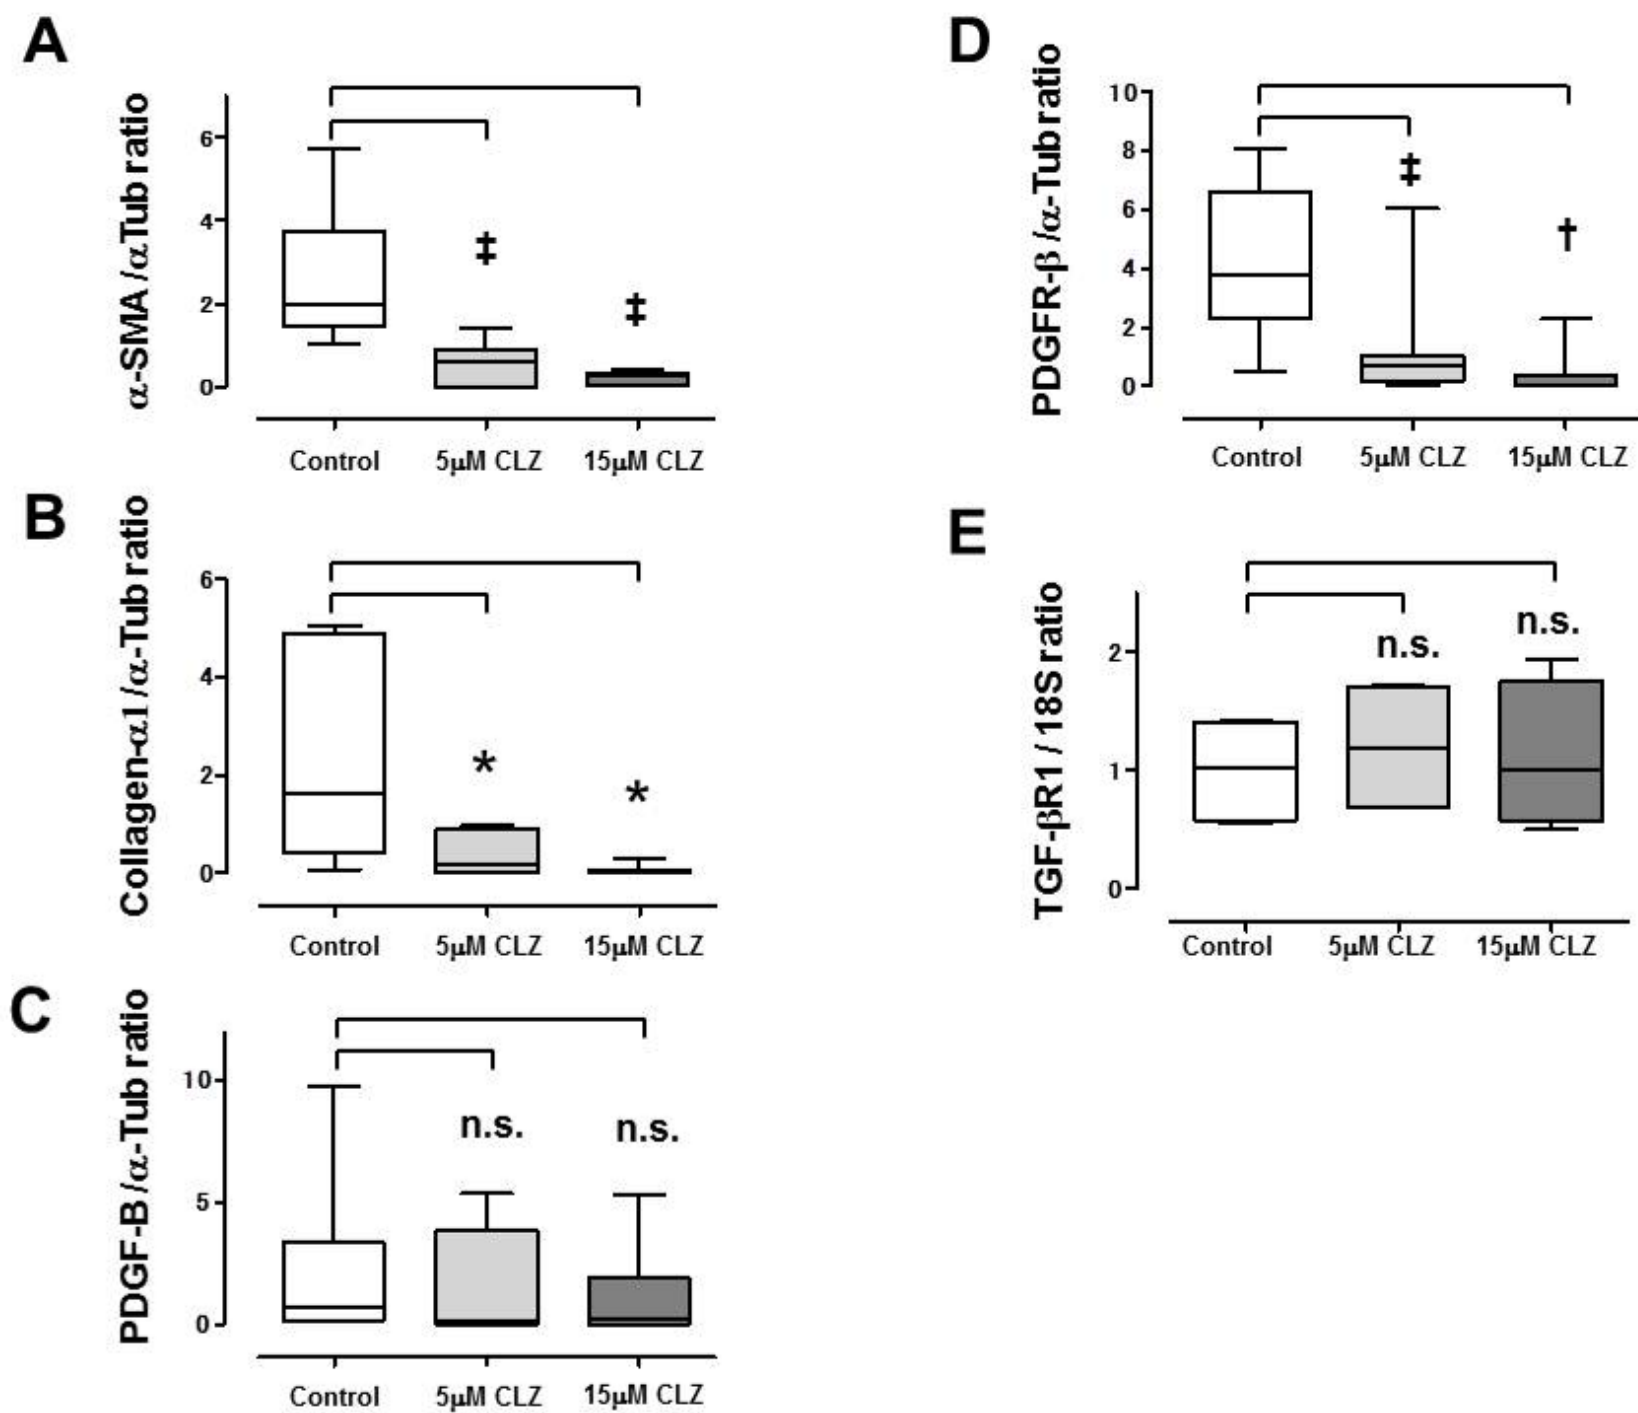 A
α-SMA /αTub ratio
6
4
2
0
‡
‡
Control 5μM CLZ 15μM CLZ
B
Collagen-α1 /α-Tub ratio
6
4
2
0
*
*
Control 5μM CLZ 15μM CLZ
C
PDGF-B /α-Tub ratio
10
5
0
n.s.
n.s.
Control 5μM CLZ 15μM CLZ
D
PDGFR-β /α-Tub ratio
10
8
6
4
2
0
‡
†
Control 5μM CLZ 15μM CLZ
E
TGF-βR1 / 18S ratio
2
1
0
n.s.
n.s.
Control 5μM CLZ 15μM CLZ